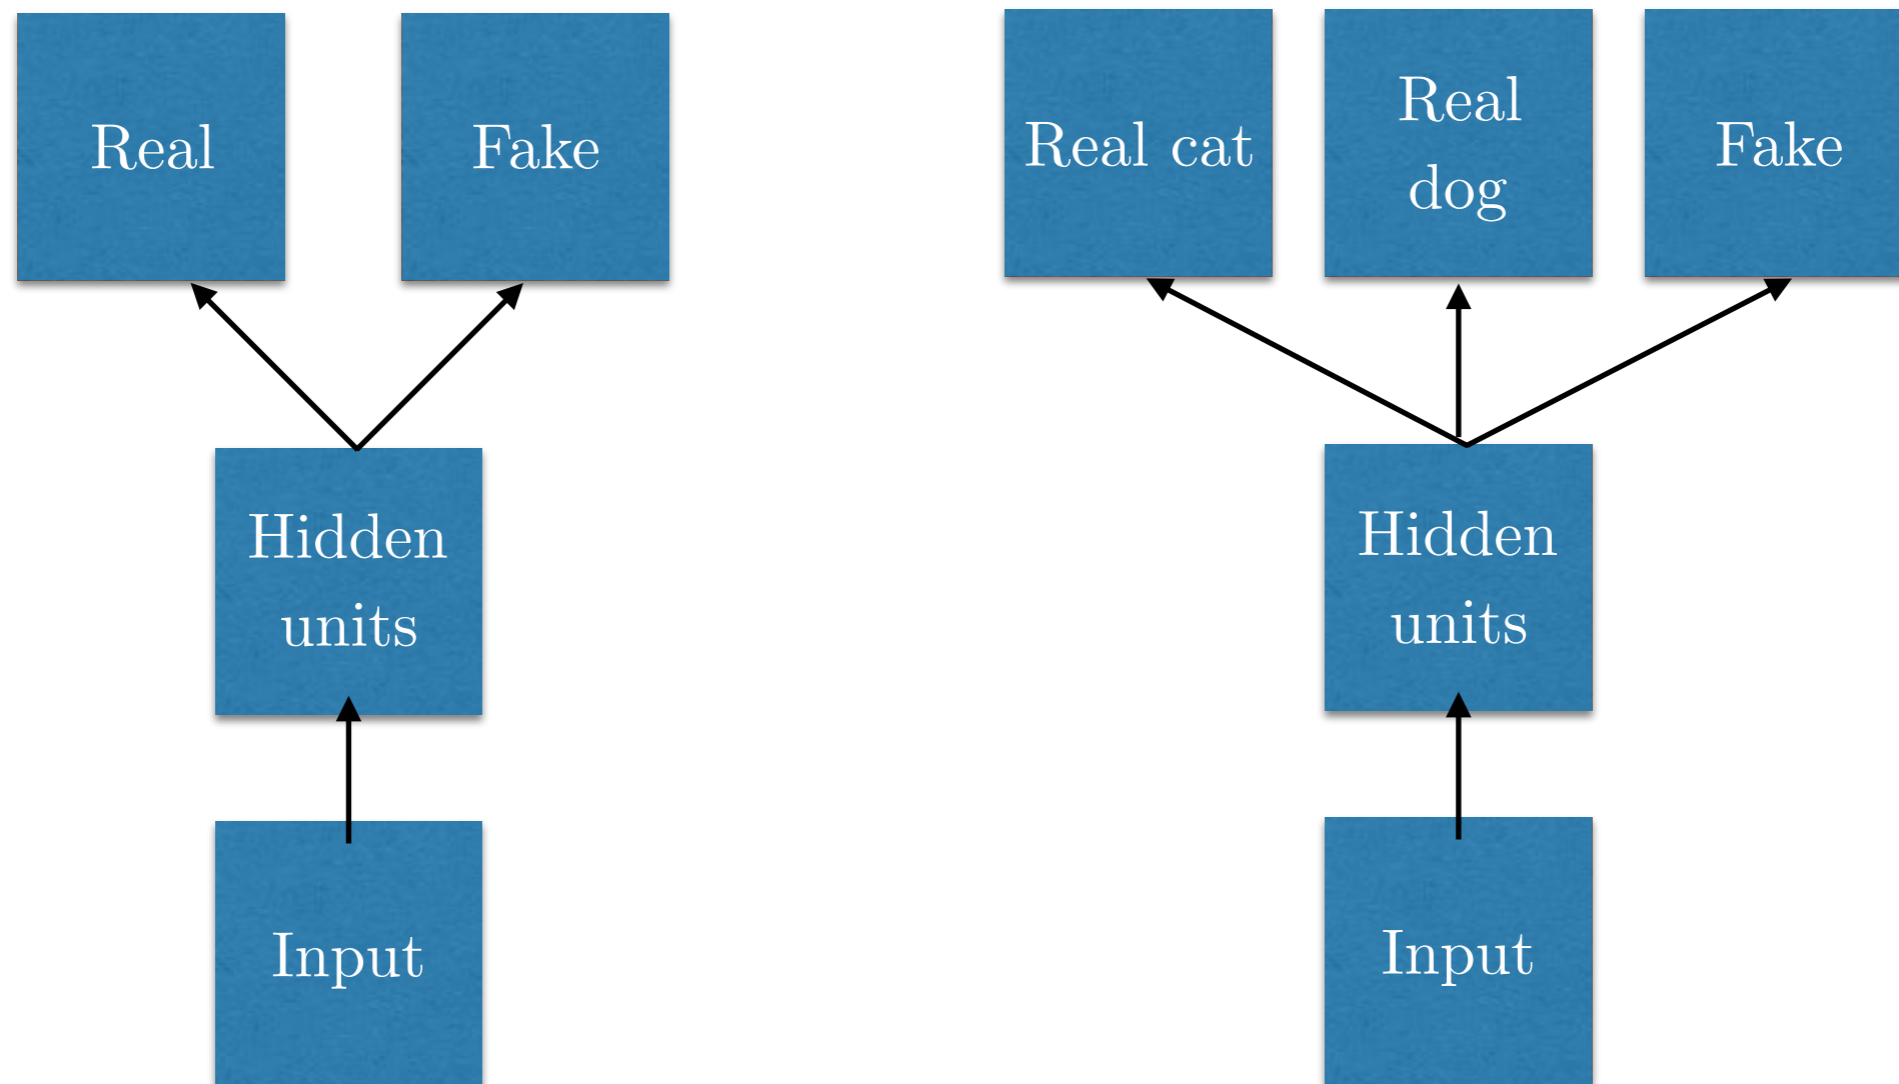 Real
Fake
Hidden
units
Input
Real cat
Real
dog
Fake
Hidden
units
Input